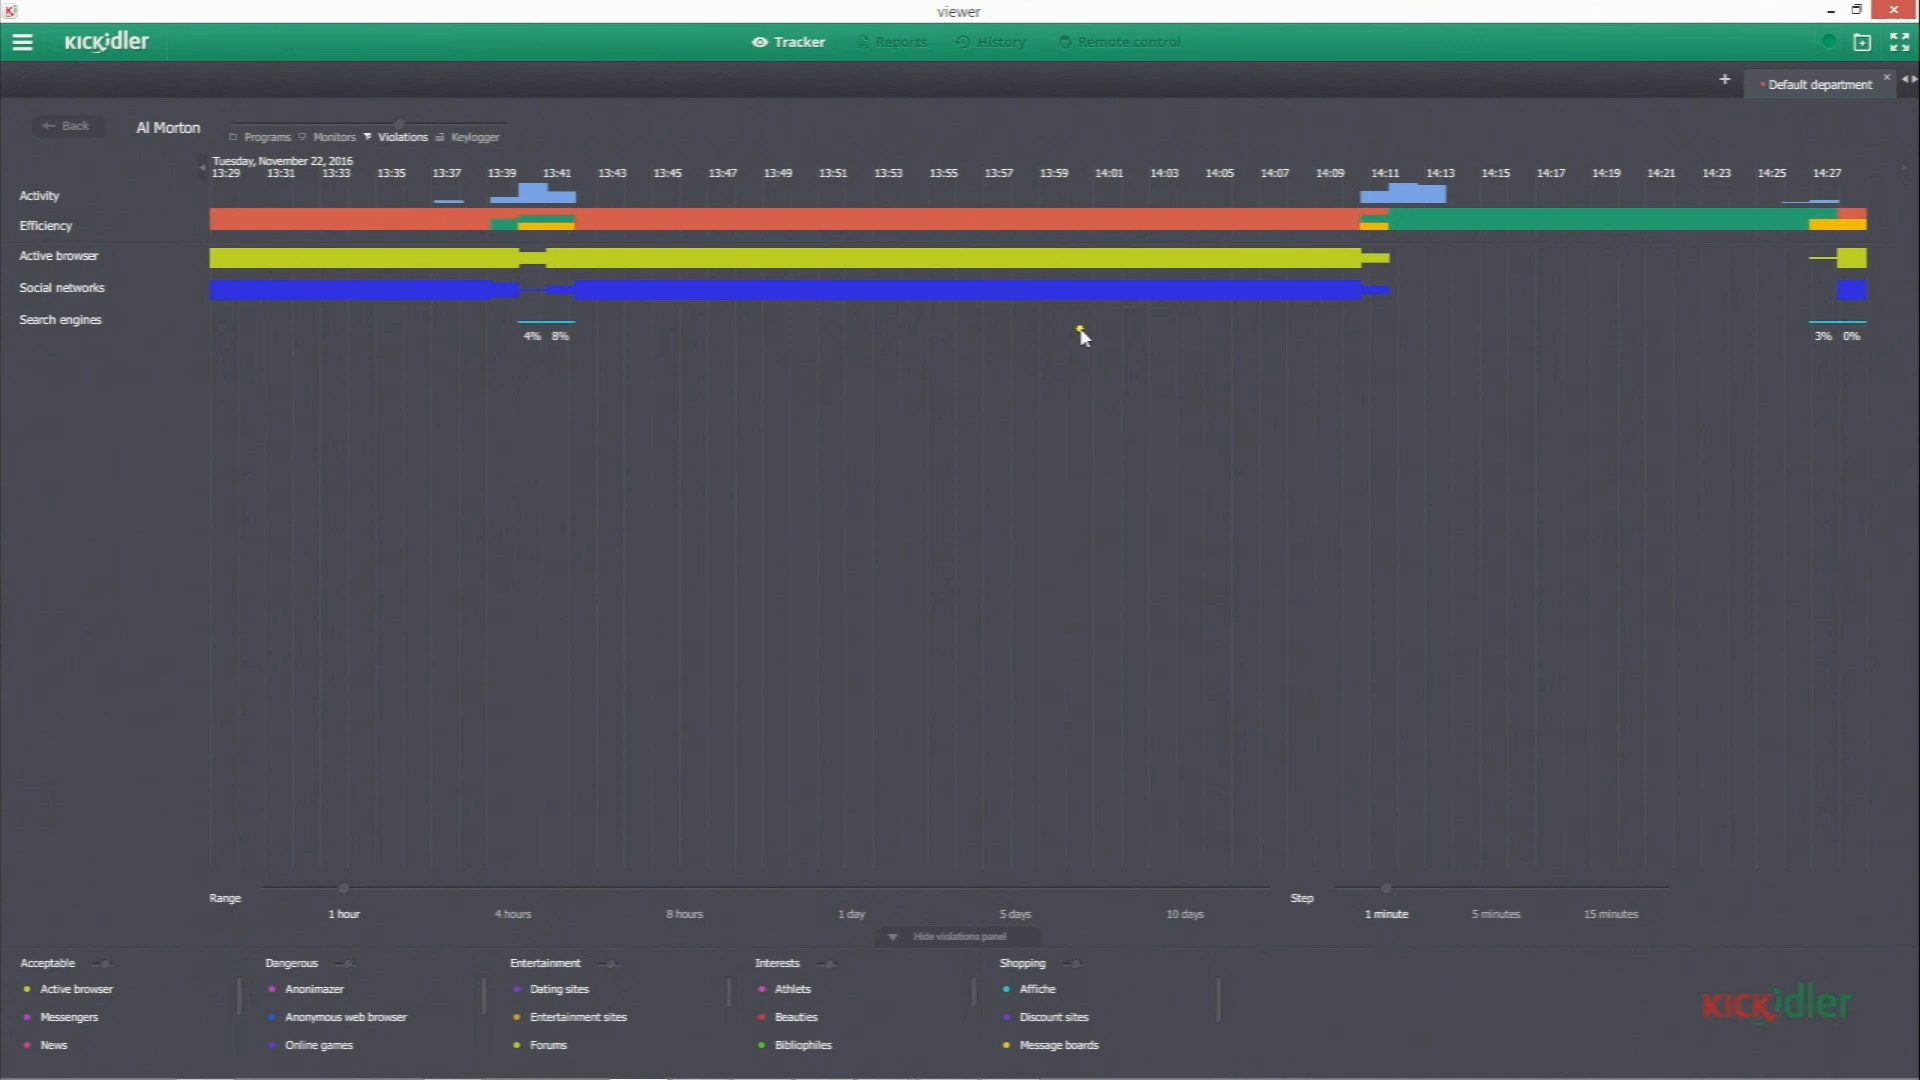 viewer
KICKidler
Tracker Reports History Remote control
Default department
Back Al Morton
Programs Monitors Violations Keylogger
Tuesday, November 22, 2016
13:29 13:31 13:33 13:35 13:37 13:39 13:41 13:43 13:45 13:47 13:49 13:51 13:53 13:55 13:57 13:59 14:01 14:03 14:05 14:07 14:09 14:11 14:13 14:15 14:17 14:19 14:21 14:23 14:25 14:27
Activity
Efficiency
Active browser
Social networks
Search engines
4% 8% 3% 0%
Range Step
1 hour 4 hours 8 hours 1 day 5 days 10 days 1 minute 5 minutes 15 minutes
Hide violations panel
Acceptable Dangerous Entertainment Interests Shopping
Active browser Anonimazer Dating sites Athlets Affiche
Messengers Anonymous web browser Entertainment sites Beauties Discount sites
News Online games Forums Bibliophiles Message boards
KICKidler